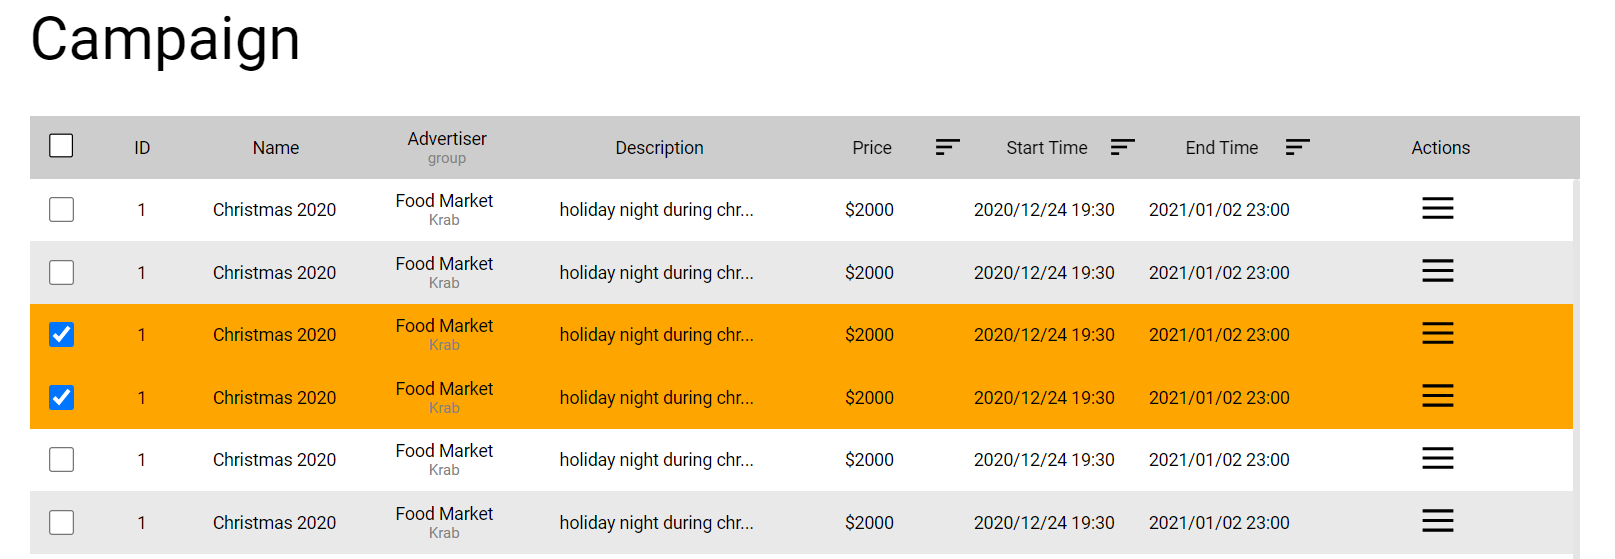 Campaign
ID Name Advertiser Description Price Start Time End Time Actions
group
1 Christmas 2020 Food Market holiday night during chr... $2000 2020/12/24 19:30 2021/01/02 23:00
Krab
1 Christmas 2020 Food Market holiday night during chr... $2000 2020/12/24 19:30 2021/01/02 23:00
Krab
1 Christmas 2020 Food Market holiday night during chr... $2000 2020/12/24 19:30 2021/01/02 23:00
Krab
1 Christmas 2020 Food Market holiday night during chr... $2000 2020/12/24 19:30 2021/01/02 23:00
Krab
1 Christmas 2020 Food Market holiday night during chr... $2000 2020/12/24 19:30 2021/01/02 23:00
Krab
1 Christmas 2020 Food Market holiday night during chr... $2000 2020/12/24 19:30 2021/01/02 23:00
Krab